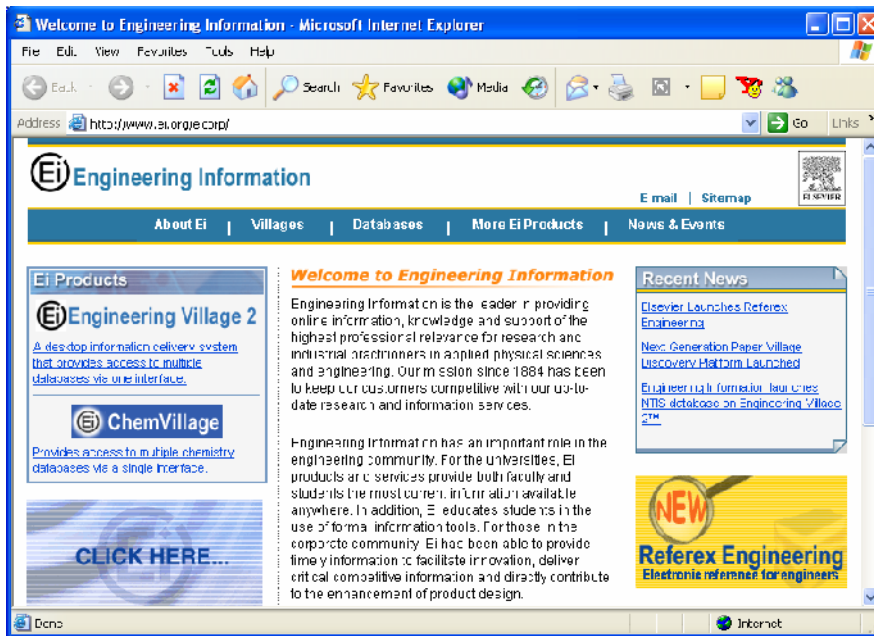 Welcome to Engineering Information - Microsoft Internet Explorer
File Edit View Favorites Tools Help
Back Search Favorites Media
Address http://www.ei.org/eicorp/ Go Links
Ei Engineering Information
E mail | Sitemap
ELSEVIER
About Ei | Villages | Databases | More Ei Products | News & Events
Ei Products
Ei Engineering Village 2
A desktop information delivery system
that provides access to multiple
databases via one interface.
Ei ChemVillage
Provides access to multiple chemistry
databases via a single interface.
CLICK HERE...
Welcome to Engineering Information
Engineering Information is the leader in providing
online information, knowledge and support of the
highest professional relevance for research and
industrial practitioners in applied physical sciences
and engineering. Our mission since 1884 has been
to keep our customers competitive with our up-to-
date research and information services.
Engineering Information has an important role in the
engineering community. For the universities, Ei
products and services provide both faculty and
students the most current information available
anywhere. In addition, Ei educates students in the
use of formal information tools. For those in the
corporate community, Ei has been able to provide
timely information to facilitate innovation, deliver
critical competitive information and directly contribute
to the enhancement of product design.
Recent News
Elsevier Launches Referex
Engineering
Next Generation Paper Village
Discovery Platform Launched
Engineering Information launches
NTIS database on Engineering Village
2™
NEW
Referex Engineering
Electronic reference for engineers
Done Internet